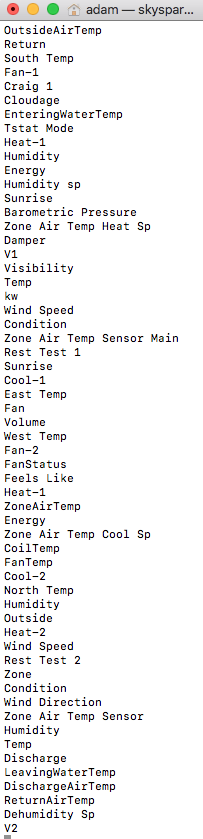 adam — skyspar...
OutsideAirTemp
Return
South Temp
Fan-1
Craig 1
Cloudage
EnteringWaterTemp
Tstat Mode
Heat-1
Humidity
Energy
Humidity sp
Sunrise
Barometric Pressure
Zone Air Temp Heat Sp
Damper
V1
Visibility
Temp
kw
Wind Speed
Condition
Zone Air Temp Sensor Main
Rest Test 1
Sunrise
Cool-1
East Temp
Fan
Volume
West Temp
Fan-2
FanStatus
Feels Like
Heat-1
ZoneAirTemp
Energy
Zone Air Temp Cool Sp
CoilTemp
FanTemp
Cool-2
North Temp
Humidity
Outside
Heat-2
Wind Speed
Rest Test 2
Zone
Condition
Wind Direction
Zone Air Temp Sensor
Humidity
Temp
Discharge
LeavingWaterTemp
DischargeAirTemp
ReturnAirTemp
Dehumidity Sp
V2